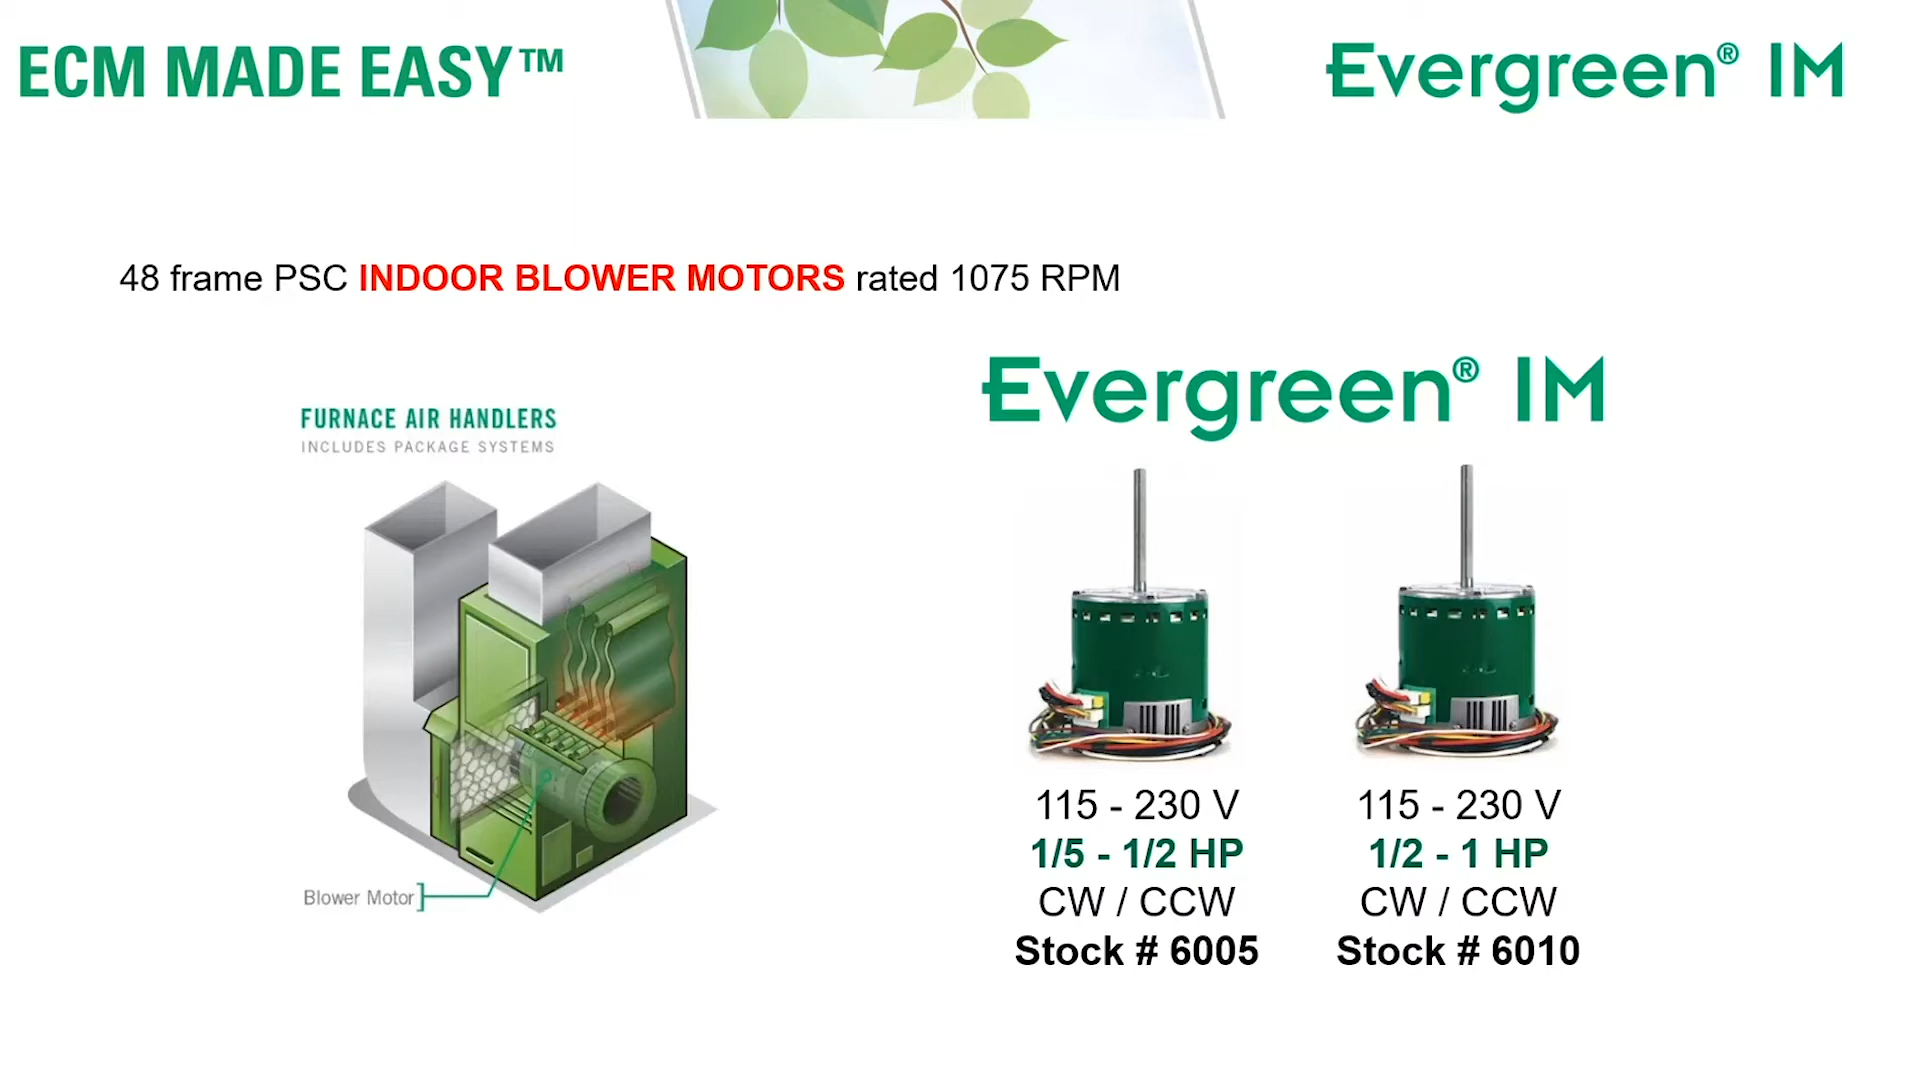 ECM MADE EASY™
Evergreen® IM
48 frame PSC INDOOR BLOWER MOTORS rated 1075 RPM
Evergreen® IM
FURNACE AIR HANDLERS
INCLUDES PACKAGE SYSTEMS
Blower Motor
115 - 230 V
1/5 - 1/2 HP
CW / CCW
Stock # 6005
115 - 230 V
1/2 - 1 HP
CW / CCW
Stock # 6010